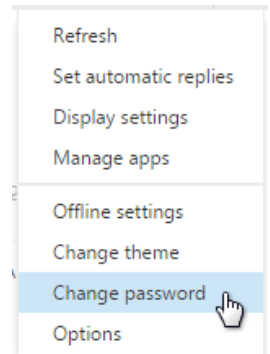 Refresh
Set automatic replies
Display settings
Manage apps
Offline settings
Change theme
Change password
Options